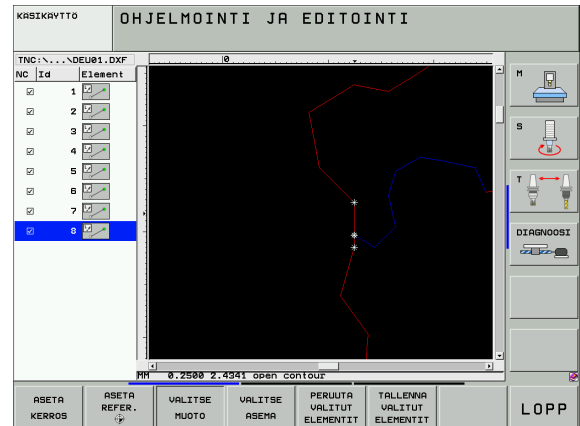 KÄSIKÄYTTÖ
OHJELMOINTI JA EDITOINTI
TNC:\...\DEU01.DXF
0
NC Id Element
1
2
3
4
5
6
7
8
MM 0.2500 2.4341 open contour
M
S
T
DIAGNOOSI
ASETA
KERROS
ASETA
REFER.
VALITSE
MUOTO
VALITSE
ASEMA
PERUUTA
VALITUT
ELEMENTIT
TALLENNA
VALITUT
ELEMENTIT
LOPP